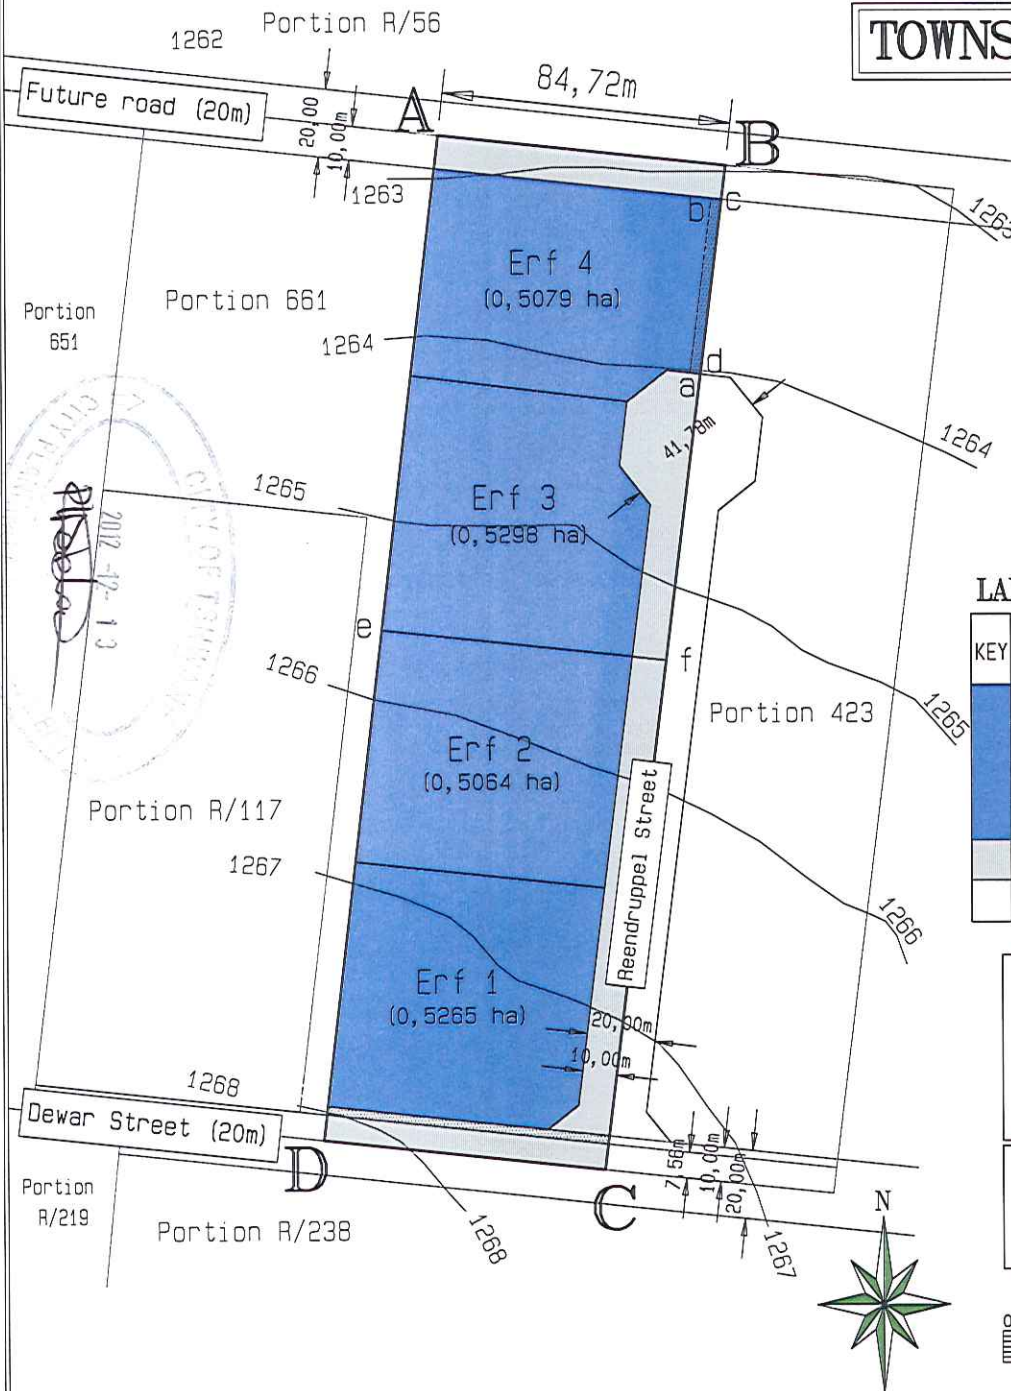 Portion R/56
1262
TOWNS
84,72m
Future road (20m)
A
B
20,00
10,00m
1263
b
c
1263
Erf 4
(0,5079 ha)
Portion 661
Portion
651
1264
d
a
41,78m
1264
1265
Erf 3
(0,5298 ha)
2012 -12- 13
LA
KEY
e
f
1266
Portion 423
1265
Erf 2
(0,5064 ha)
Reendruppel Street
Portion R/117
1267
1266
Erf 1
(0,5265 ha)
20,00m
10,00m
1268
Dewar Street (20m)
7,56m
10,00m
20,00m
D
C
Portion
R/219
Portion R/238
1268
1267
N